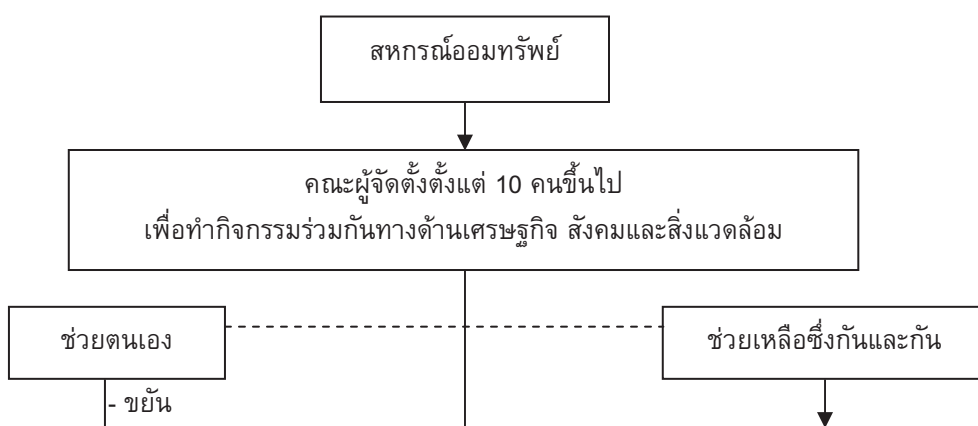 สหกรณ์ออมทรัพย์
คณะผู้จัดตั้งตั้งแต่ 10 คนขึ้นไป
เพื่อทำกิจกรรมร่วมกันทางด้านเศรษฐกิจ สังคมและสิ่งแวดล้อม
ช่วยตนเอง
ช่วยเหลือซึ่งกันและกัน
- ขยัน